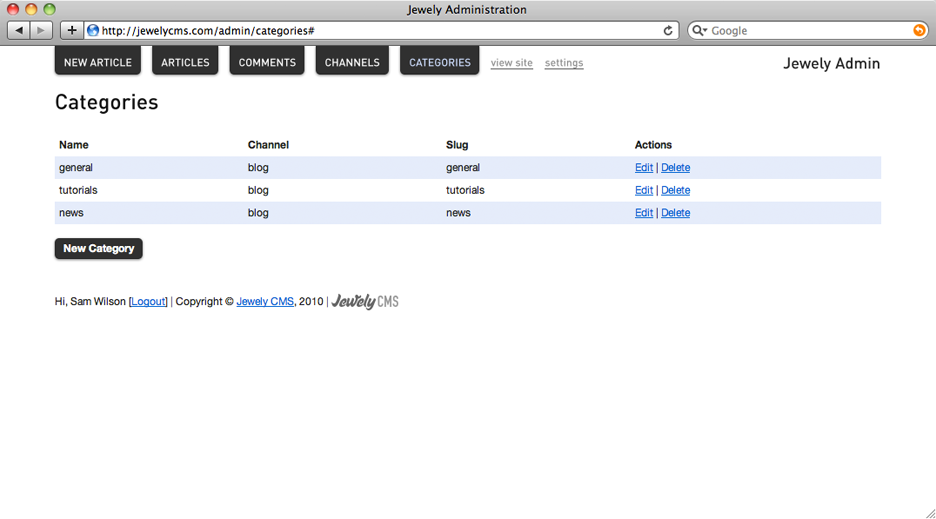 Jewely Administration
http://jewelycms.com/admin/categories# Google
NEW ARTICLE ARTICLES COMMENTS CHANNELS CATEGORIES view site settings Jewely Admin
Categories
Name Channel Slug Actions
general blog general Edit | Delete
tutorials blog tutorials Edit | Delete
news blog news Edit | Delete
New Category
Hi, Sam Wilson [Logout] | Copyright © Jewely CMS, 2010 | Jewely CMS